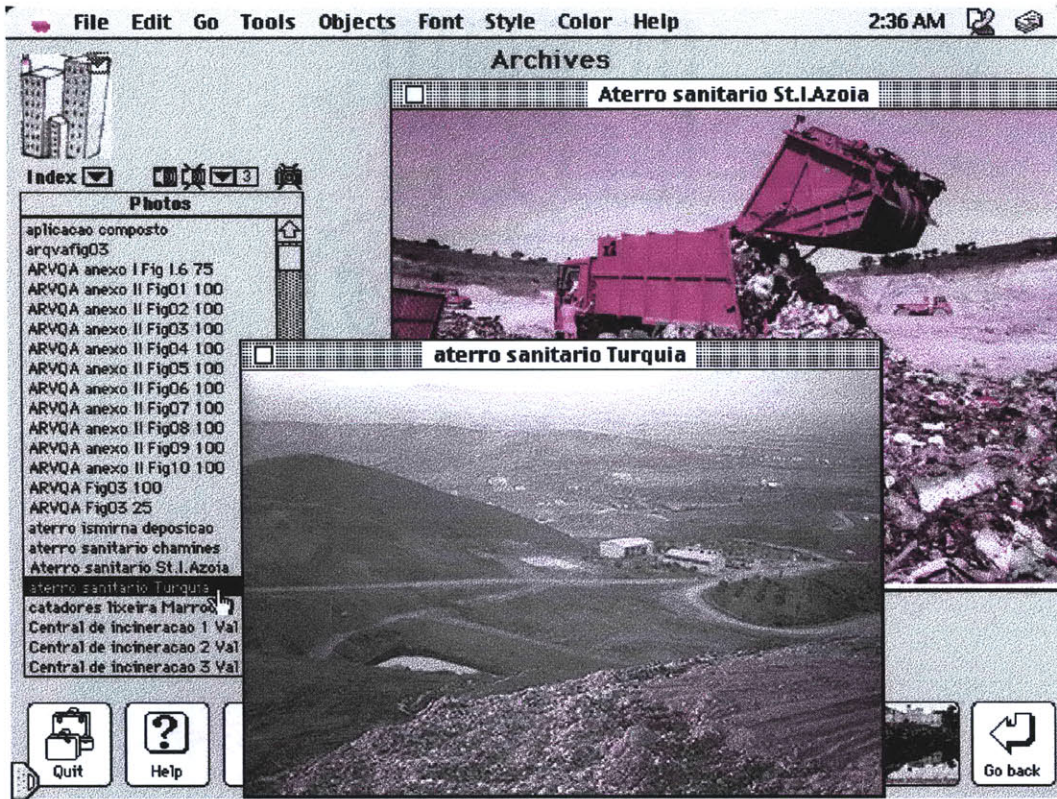 File Edit Go Tools Objects Font Style Color Help 2:36 AM
Archives
Aterro sanitario St.I.Azoia
Index
3
Photos
aplicacao composto
arqvafig03
ARVQA anexo I Fig I.6 75
ARVQA anexo II Fig01 100
ARVQA anexo II Fig02 100
ARVQA anexo II Fig03 100
ARVQA anexo II Fig04 100
ARVQA anexo II Fig05 100
ARVQA anexo II Fig06 100
ARVQA anexo II Fig07 100
ARVQA anexo II Fig08 100
ARVQA anexo II Fig09 100
ARVQA anexo II Fig10 100
ARVQA Fig03 100
ARVQA Fig03 25
aterro ismirna deposicao
aterro sanitario chamines
Aterro sanitario St.I.Azoia
aterro sanitario Turquia
catadores lixeira Marro
Central de incineracao 1 Val
Central de incineracao 2 Val
Central de incineracao 3 Val
aterro sanitario Turquia
Quit
Help
Go back